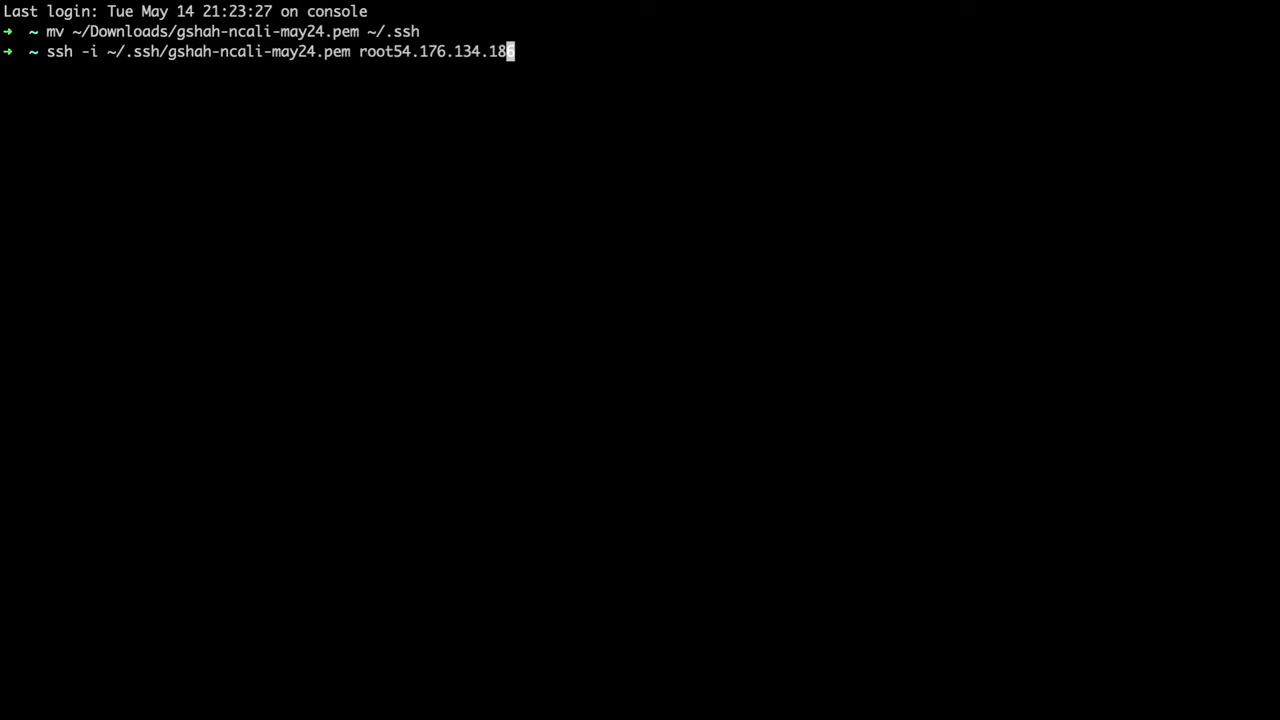 Last login: Tue May 14 21:23:27 on console
➜  ~ mv ~/Downloads/gshah-ncali-may24.pem ~/.ssh
➜  ~ ssh -i ~/.ssh/gshah-ncali-may24.pem root54.176.134.186